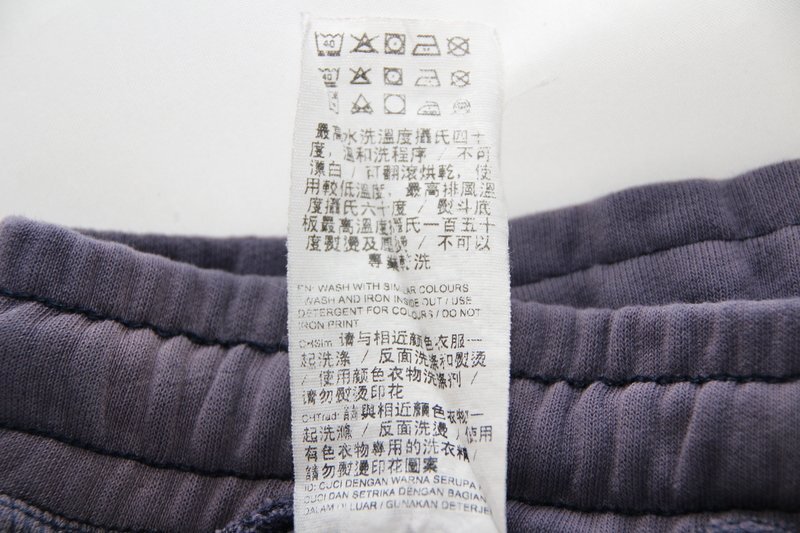 40
40
最高水洗溫度攝氏四十
度，溫和洗程序 / 不可
漂白 / 可翻滾烘乾，使
用較低溫度，最高排風溫
度攝氏六十度 / 熨斗底
板最高溫度攝氏一百五十
度熨燙及 / 不可以
專業乾洗
EN: WASH WITH SIMILAR COLOURS
/ WASH AND IRON INSIDE OUT / USE
DETERGENT FOR COLOURS / DO NOT
IRON PRINT
CHSim: 请与相近颜色衣服一
起洗涤 / 反面洗涤和熨烫
/ 使用颜色衣物洗涤剂 /
请勿熨烫印花
CHTrad: 請與相近顏色衣物一
起洗滌 / 反面洗燙 / 使用
有色衣物專用的洗衣精 /
請勿熨燙印花圖案
ID: CUCI DENGAN WARNA SERUPA /
CUCI DAN SETRIKA DENGAN BAGIAN
DALAM DI LUAR / GUNAKAN DETERJEN